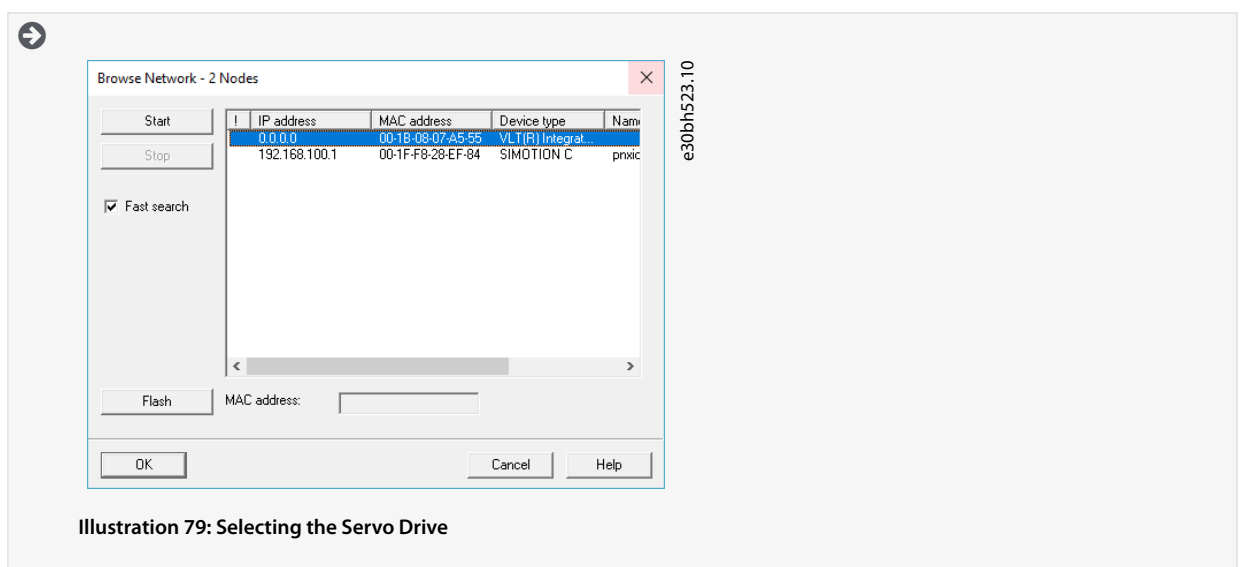 Browse Network - 2 Nodes
e30bh523.10
Start
! IP address MAC address Device type Nam
0.0.0.0 00-1B-08-07-A5-55 VLT(R) Integrat...
Stop
192.168.100.1 00-1F-F8-28-EF-84 SIMOTION C pnxic
Fast search
Flash MAC address:
OK Cancel Help
Illustration 79: Selecting the Servo Drive